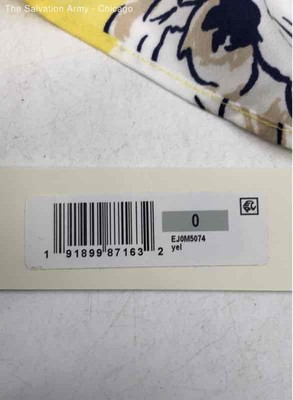 The Salvation Army - Chicago
0
1 91899 87163 2
EJ0M5074
yel